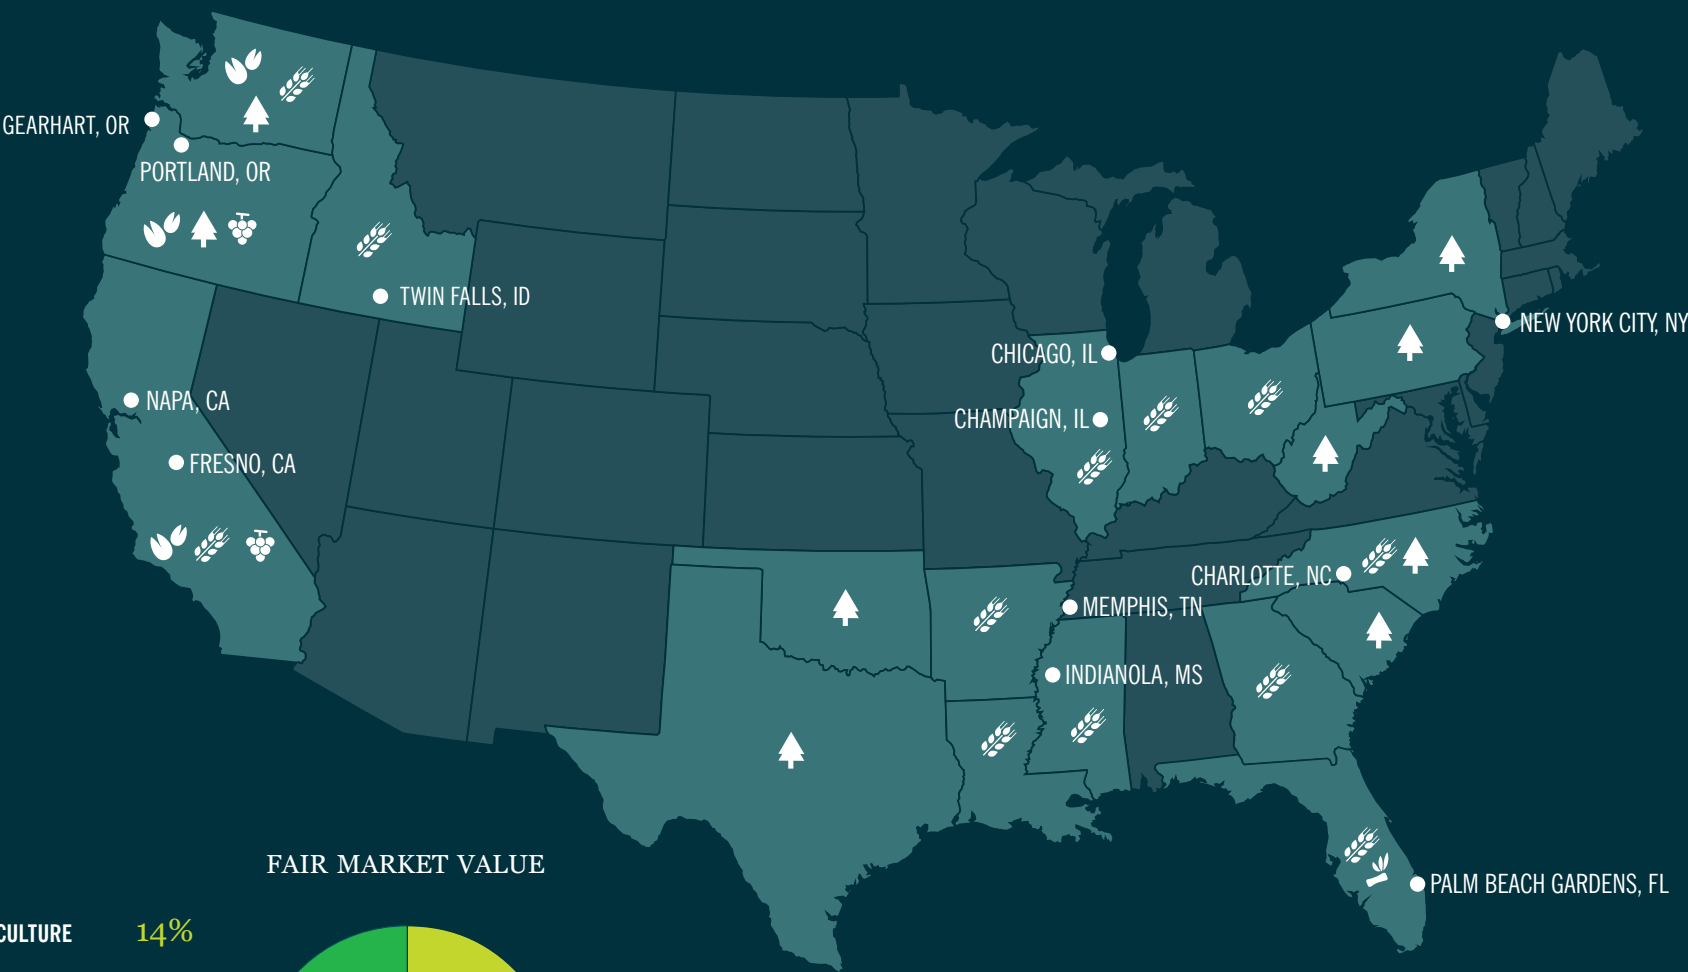 GEARHART, OR
PORTLAND, OR
TWIN FALLS, ID
NEW YORK CITY, NY
CHICAGO, IL
NAPA, CA
CHAMPAIGN, IL
FRESNO, CA
CHARLOTTE, NC
MEMPHIS, TN
INDIANOLA, MS
FAIR MARKET VALUE
PALM BEACH GARDENS, FL
CULTURE 14%